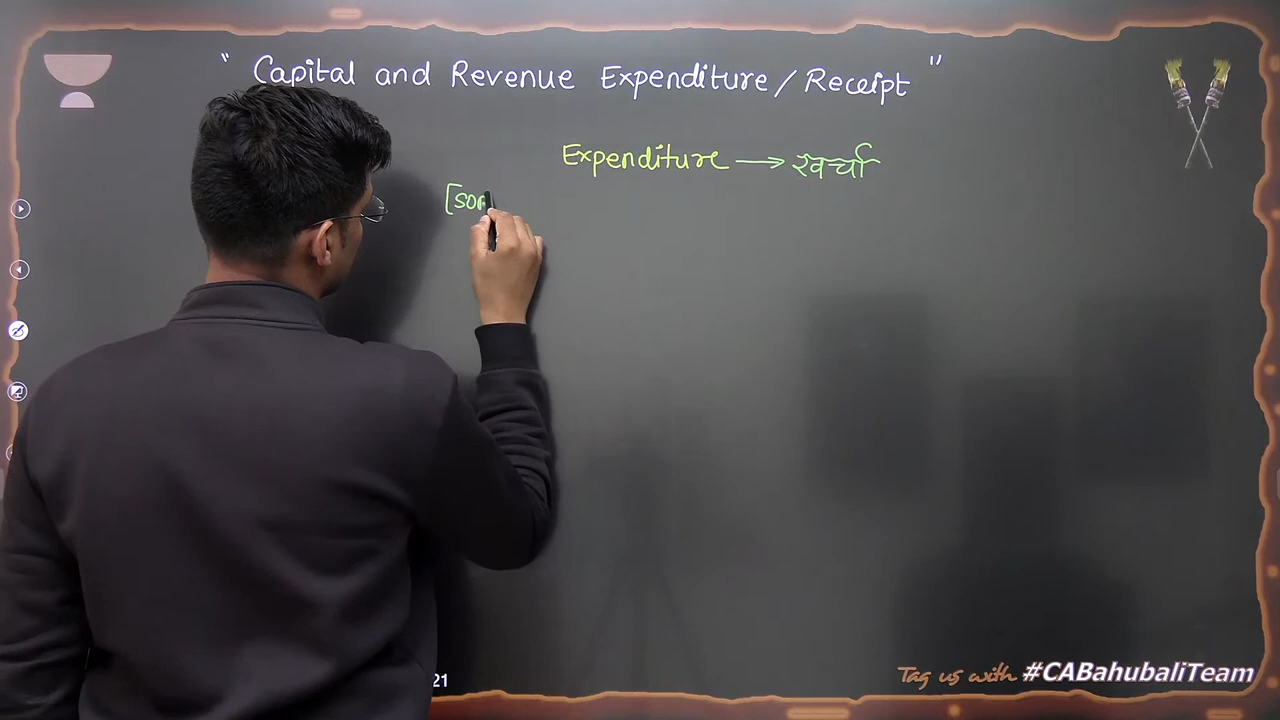 " Capital and Revenue Expenditure / Receipt "
Expenditure → खर्चा
21
Tag us with #CABahubaliTeam